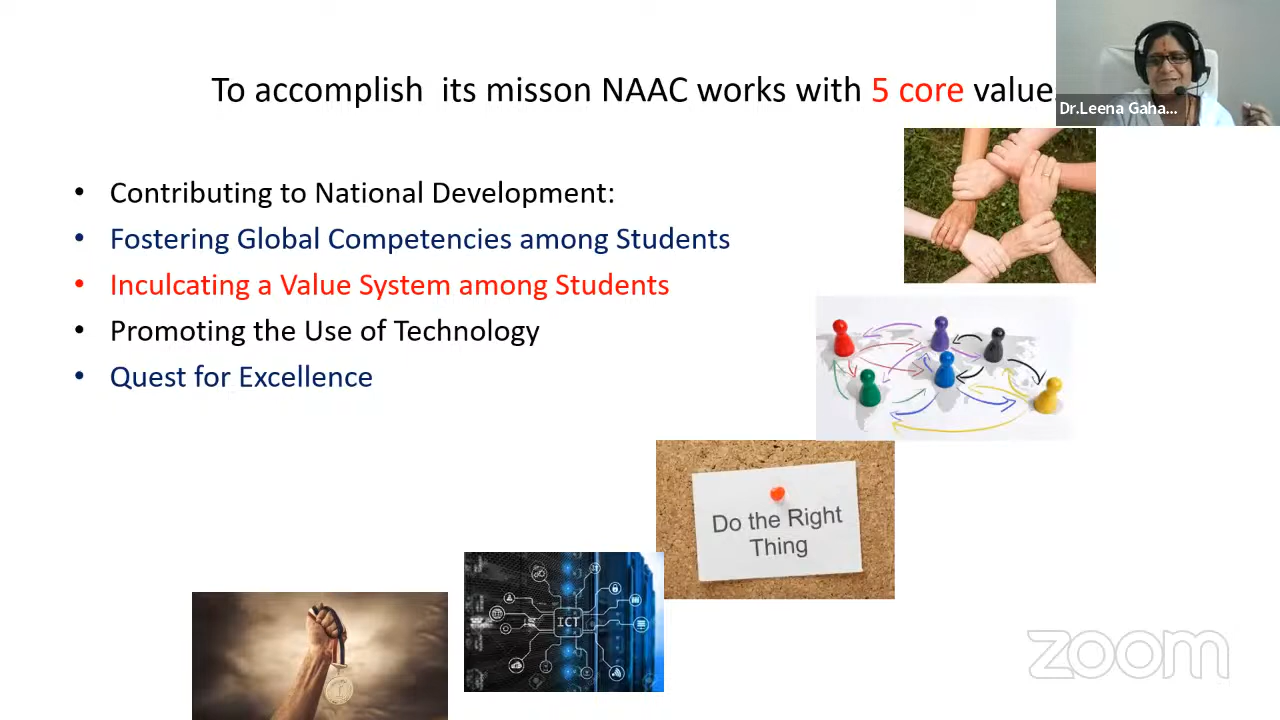 To accomplish its misson NAAC works with 5 core value
Dr.Leena Gaha...
• Contributing to National Development:
• Fostering Global Competencies among Students
• Inculcating a Value System among Students
• Promoting the Use of Technology
• Quest for Excellence
Do the Right
Thing
ICT
zoom